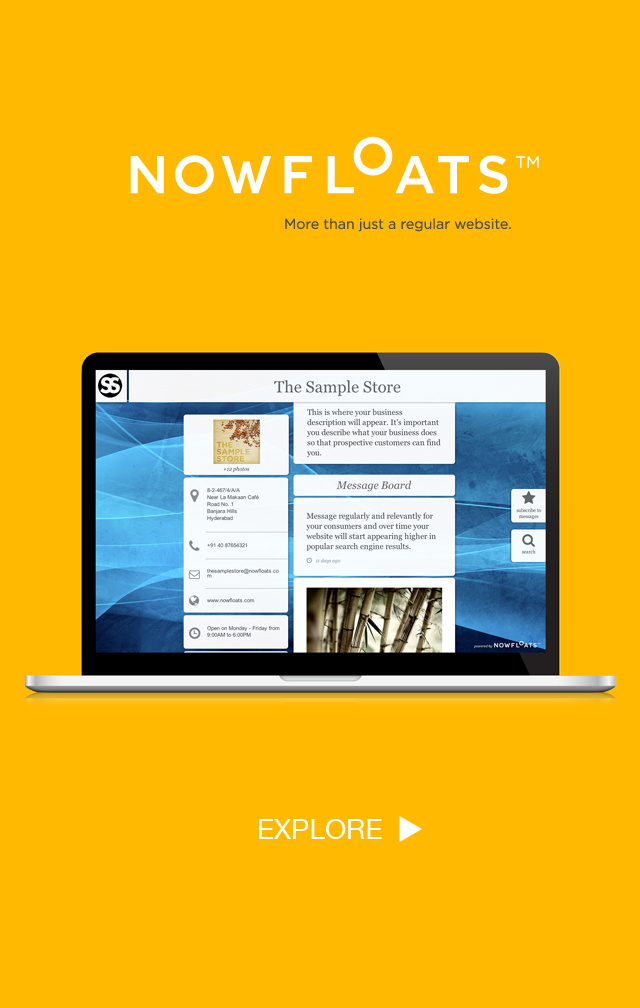 NOWFLOATS™
More than just a regular website.
SS
The Sample Store
THE
SAMPLE
STORE
+12 photos
8-2-467/4/A/A
Near La Makaan Café
Road No. 1
Banjara Hills
Hyderabad
+91 40 87654321
thesamplestore@nowfloats.co
m
www.nowfloats.com
Open on Monday - Friday from
9:00AM to 6:00PM
This is where your business
description will appear. It's important
you describe what your business does
so that prospective customers can find
you.
Message Board
Message regularly and relevantly for
your consumers and over time your
website will start appearing higher in
popular search engine results.
11 days ago
subscribe to
messages
search
powered by NOWFLOATS™
EXPLORE